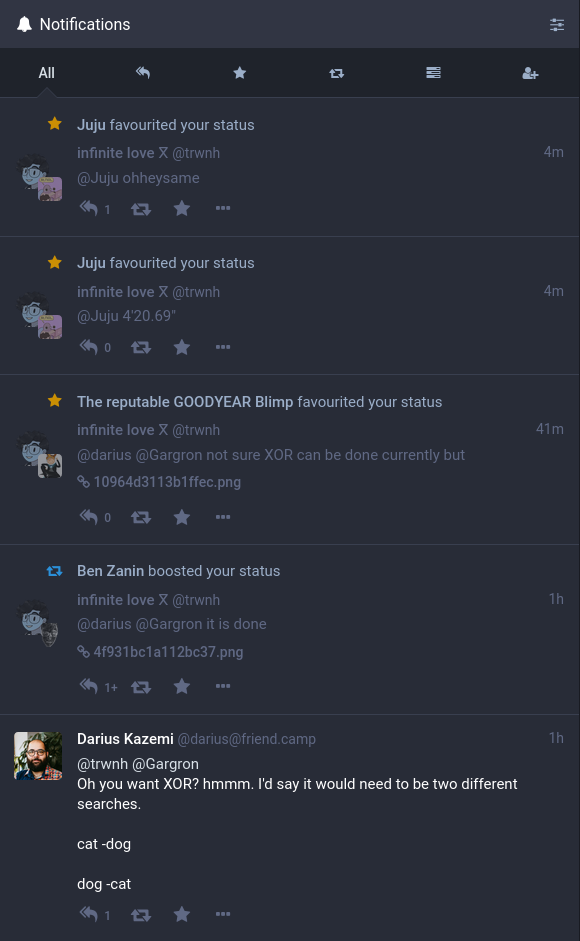 Notifications
All
Juju favourited your status
infinite love ⴳ @trwnh 4m
@Juju ohheysame
1
Juju favourited your status
infinite love ⴳ @trwnh 4m
@Juju 4'20.69"
0
The reputable GOODYEAR Blimp favourited your status
infinite love ⴳ @trwnh 41m
@darius @Gargron not sure XOR can be done currently but
10964d3113b1ffec.png
0
Ben Zanin boosted your status
infinite love ⴳ @trwnh 1h
@darius @Gargron it is done
4f931bc1a112bc37.png
1+
Darius Kazemi @darius@friend.camp 1h
@trwnh @Gargron
Oh you want XOR? hmmm. I'd say it would need to be two different
searches.
cat -dog
dog -cat
1